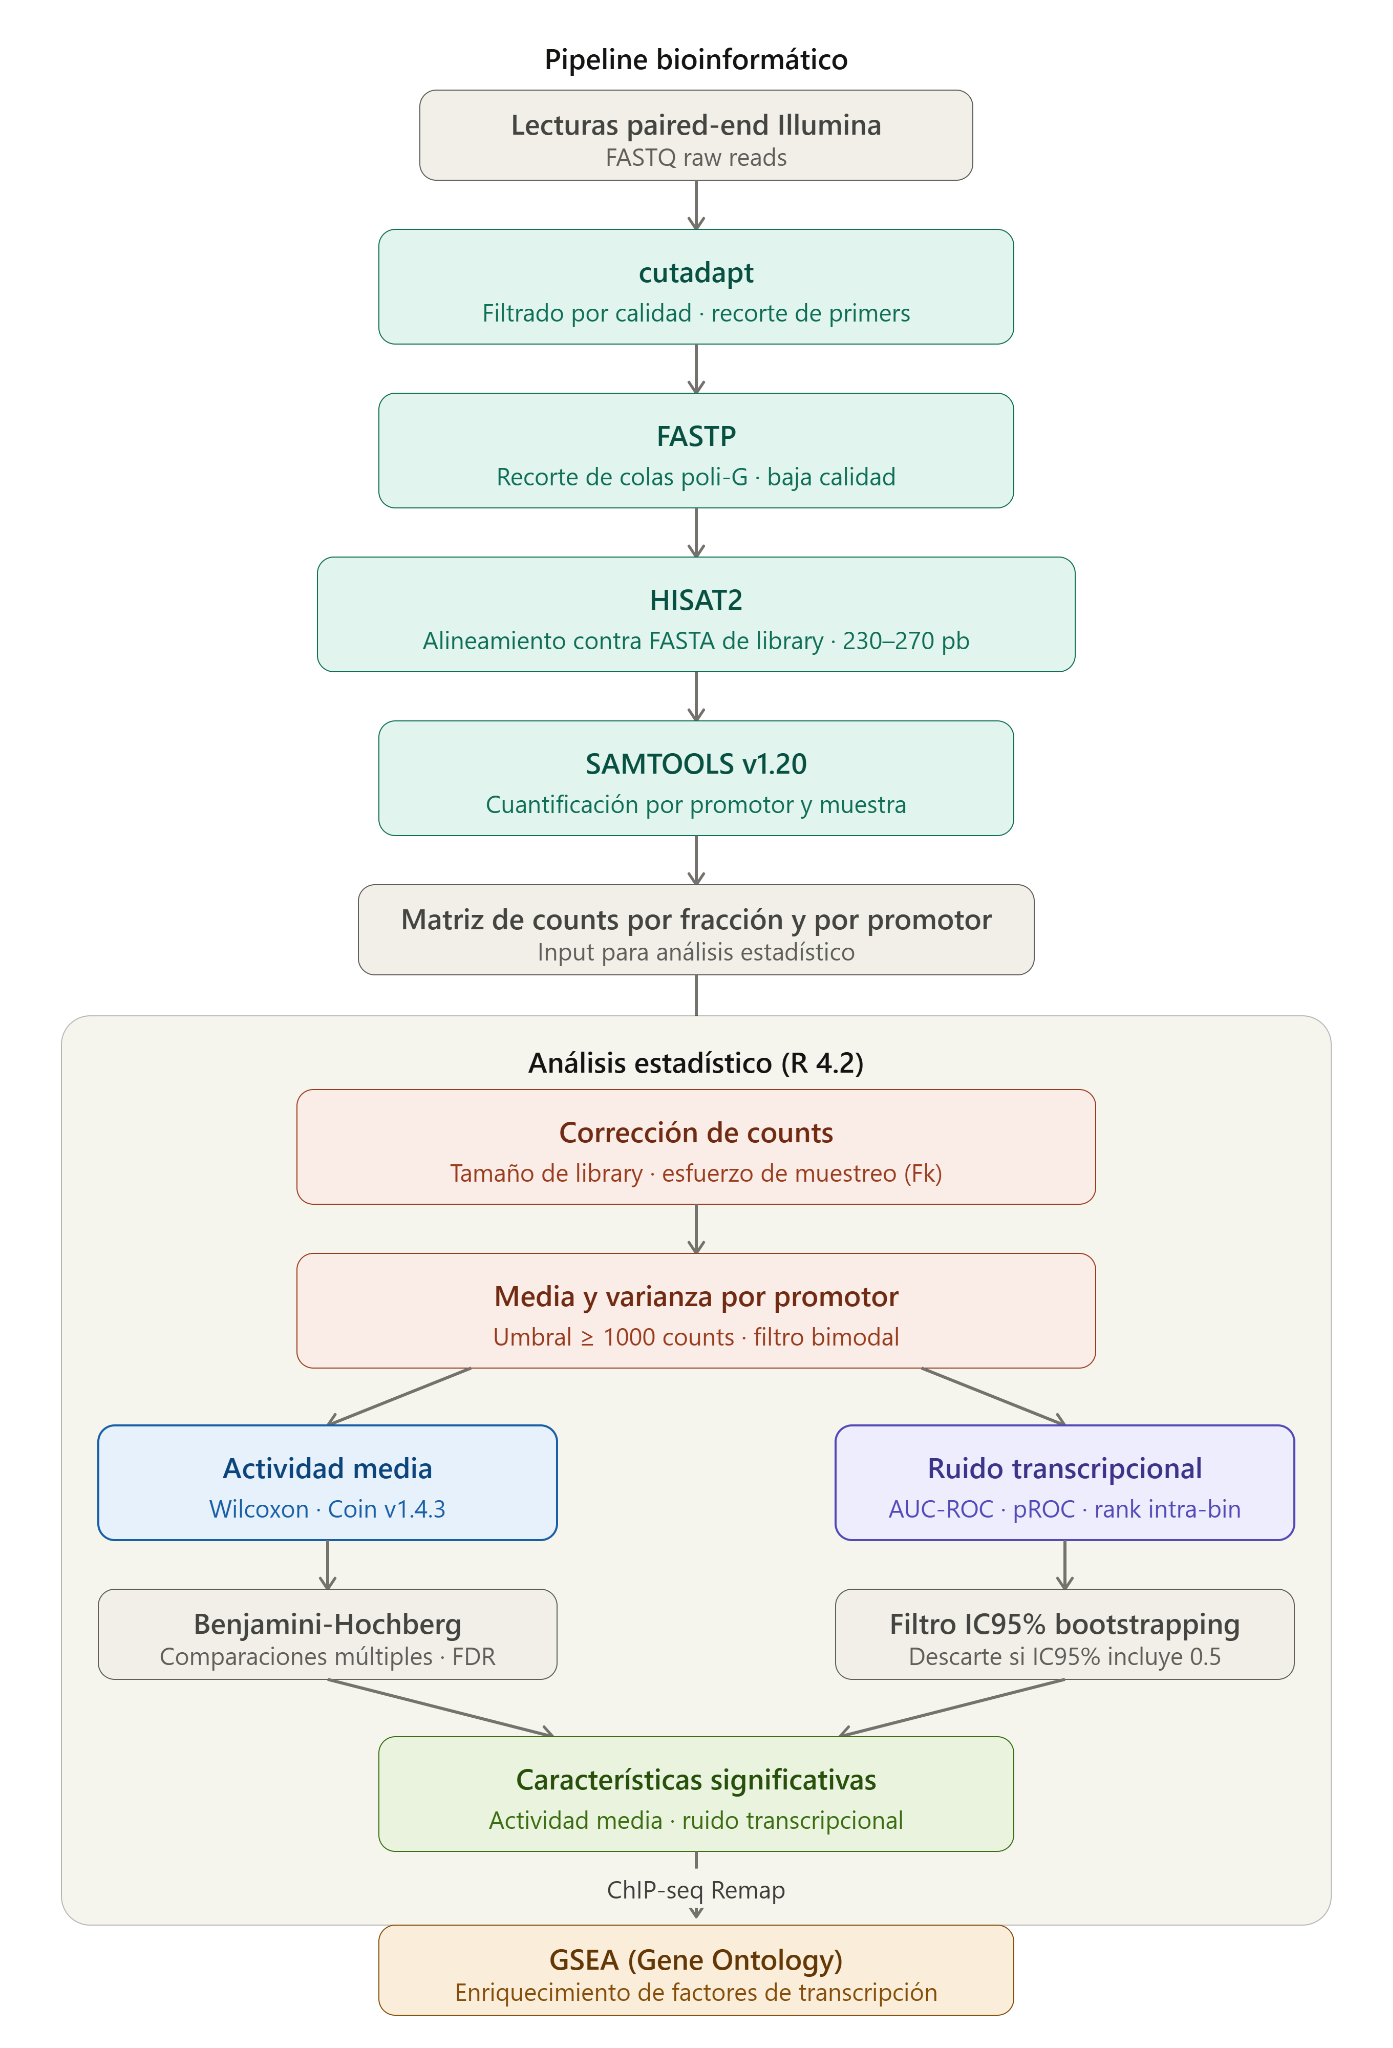 Pipeline bioinformático
Lecturas paired-end Illumina
FASTQ raw reads
cutadapt
Filtrado por calidad · recorte de primers
FASTP
Recorte de colas poli-G · baja calidad
HISAT2
Alineamiento contra FASTA de library · 230–270 pb
SAMTOOLS v1.20
Cuantificación por promotor y muestra
Matriz de counts por fracción y por promotor
Input para análisis estadístico
Análisis estadístico (R 4.2)
Corrección de counts
Tamaño de library · esfuerzo de muestreo (Fk)
Media y varianza por promotor
Umbral ≥ 1000 counts · filtro bimodal
Actividad media
Wilcoxon · Coin v1.4.3
Ruido transcripcional
AUC-ROC · pROC · rank intra-bin
Benjamini-Hochberg
Comparaciones múltiples · FDR
Filtro IC95% bootstrapping
Descarte si IC95% incluye 0.5
Características significativas
Actividad media · ruido transcripcional
ChIP-seq Remap
GSEA (Gene Ontology)
Enriquecimiento de factores de transcripción